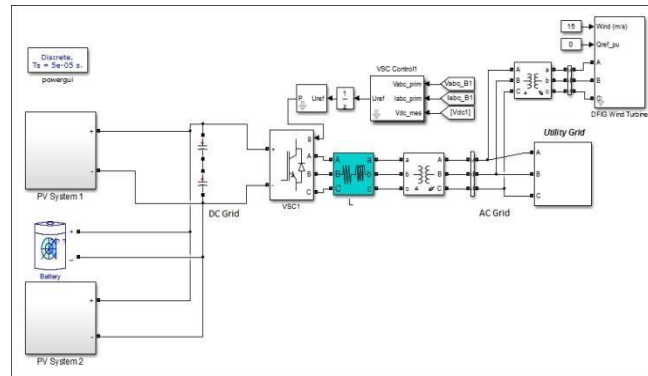 Discrete,
Ts = 5e-05 s.
powergui
PV System 1
Battery
PV System 2
DC Grid
VSC1
L
AC Grid
VSC Control1
Vabc_prim
Iabc_prim
Vdc_mes
Uref
Vabc_B1
Iabc_B1
[Vdc1]
1
z
Uref
P
A
B
C
A
B
C
a
b
c
a
b
c
A
B
C
A
B
C
a
b
c
15
0
Wind (m/s)
Qref_pu
A
B
DFIG Wind Turbine
Utility Grid
A
B
C